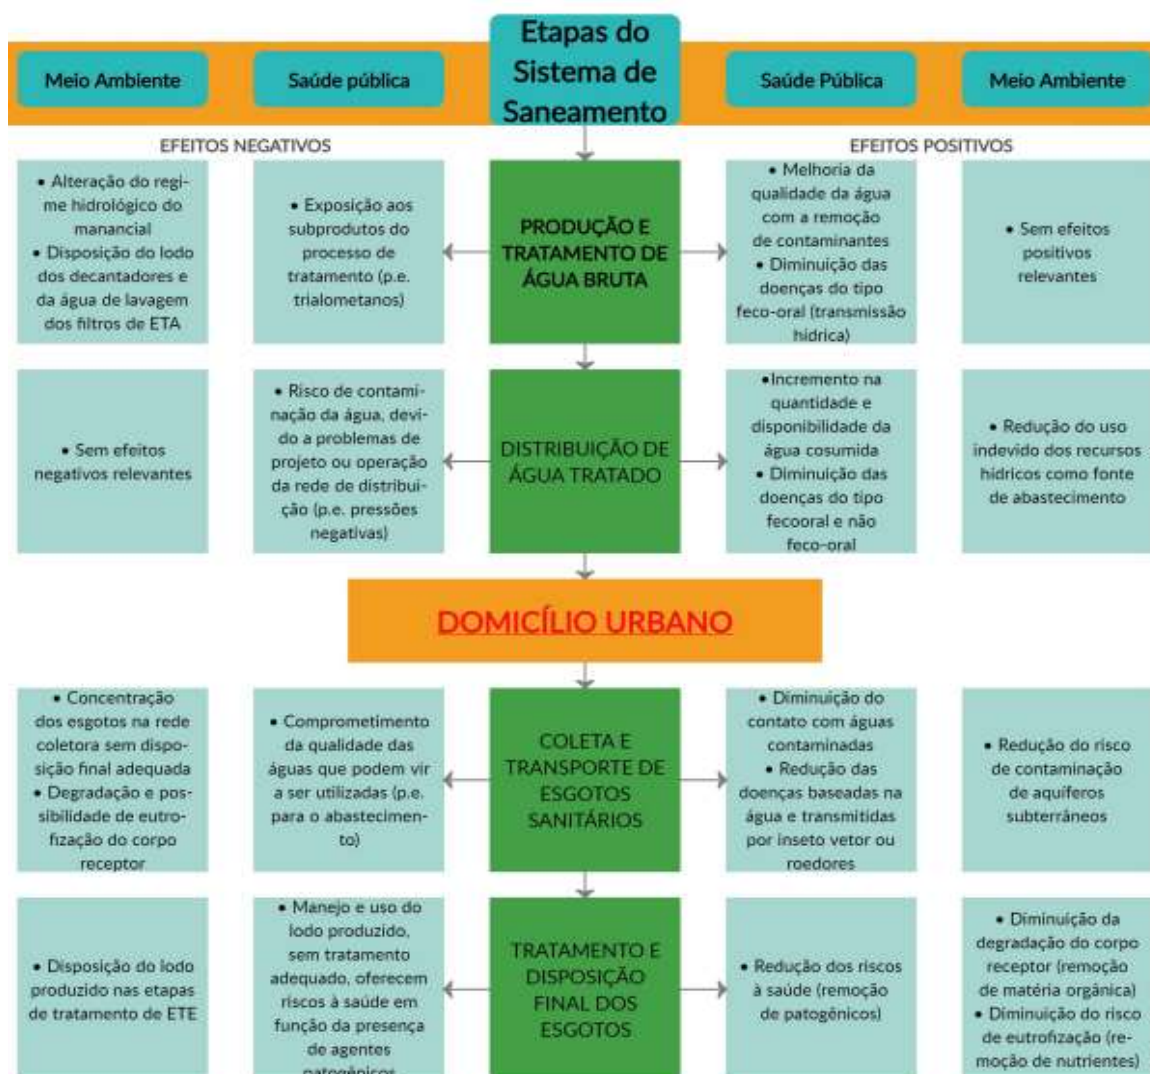 Etapas do
Sistema de
Saneamento
Meio Ambiente
Saúde pública
Saúde Pública
Meio Ambiente
EFEITOS NEGATIVOS
EFEITOS POSITIVOS
• Alteração do regi-
me hidrológico do
manancial
• Disposição do lodo
dos decantadores e
da água de lavagem
dos filtros de ETA
• Exposição aos
subprodutos do
processo de
tratamento (p.e.
trialometanos)
PRODUÇÃO E
TRATAMENTO DE
ÁGUA BRUTA
• Melhoria da
qualidade da água
com a remoção
de contaminantes
• Diminuição das
doenças do tipo
feco-oral (transmissão
hídrica)
• Sem efeitos
positivos
relevantes
• Sem efeitos
negativos relevantes
• Risco de contami-
nação da água, devi-
do a problemas de
projeto ou operação
da rede de distribui-
ção (p.e. pressões
negativas)
DISTRIBUIÇÃO DE
ÁGUA TRATADO
•Incremento na
quantidade e
disponibilidade da
água cosumida
• Diminuição das
doenças do tipo
fecooral e não
feco-oral
• Redução do uso
indevido dos recursos
hídricos como fonte
de abastecimento
DOMICÍLIO URBANO
• Concentração
dos esgotos na rede
coletora sem dispo-
sição final adequada
• Degradação e pos-
sibilidade de eutro-
fização do corpo
receptor
• Comprometimento
da qualidade das
águas que podem vir
a ser utilizadas (p.e.
para o abastecimen-
to)
COLETA E
TRANSPORTE DE
ESGOTOS
SANITÁRIOS
• Diminuição do
contato com águas
contaminadas
• Redução das
doenças baseadas na
água e transmitidas
por inseto vetor ou
roedores
• Redução do risco
de contaminação
de aquíferos
subterrâneos
• Disposição do lodo
produzido nas etapas
de tratamento de ETE
• Manejo e uso do
lodo produzido,
sem tratamento
adequado, oferecem
riscos à saúde em
função da presença
de agentes
patogênicos
TRATAMENTO E
DISPOSIÇÃO
FINAL DOS
ESGOTOS
• Redução dos riscos
à saúde (remoção
de patogênicos)
• Diminuição da
degradação do corpo
receptor (remoção
de matéria orgânica)
• Diminuição do risco
de eutrofização (re-
moção de nutrientes)